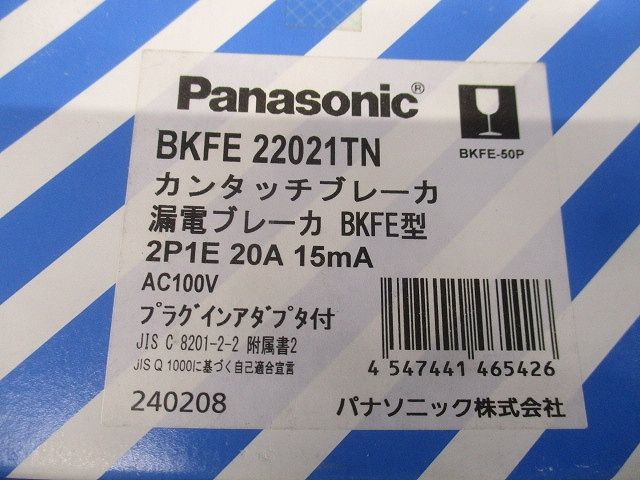 Panasonic®
BKFE-50P
BKFE 22021TN
カンタッチブレーカ
漏電ブレーカ BKFE型
2P1E 20A 15mA
AC100V
プラグインアダプタ付
JIS C 8201-2-2 附属書2
JIS Q 1000に基づく自己適合宣言
4 547441 465426
240208
パナソニック株式会社